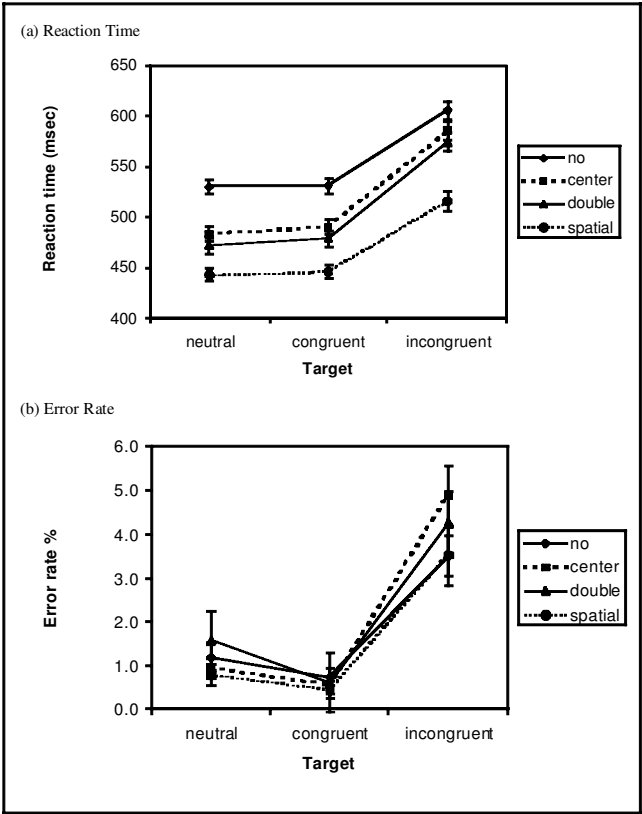 (a) Reaction Time
650
600
550
500
450
400
Reaction time (msec)
neutral congruent incongruent
Target
no
center
double
spatial
(b) Error Rate
6.0
5.0
4.0
3.0
2.0
1.0
0.0
Error rate %
neutral congruent incongruent
Target
no
center
double
spatial